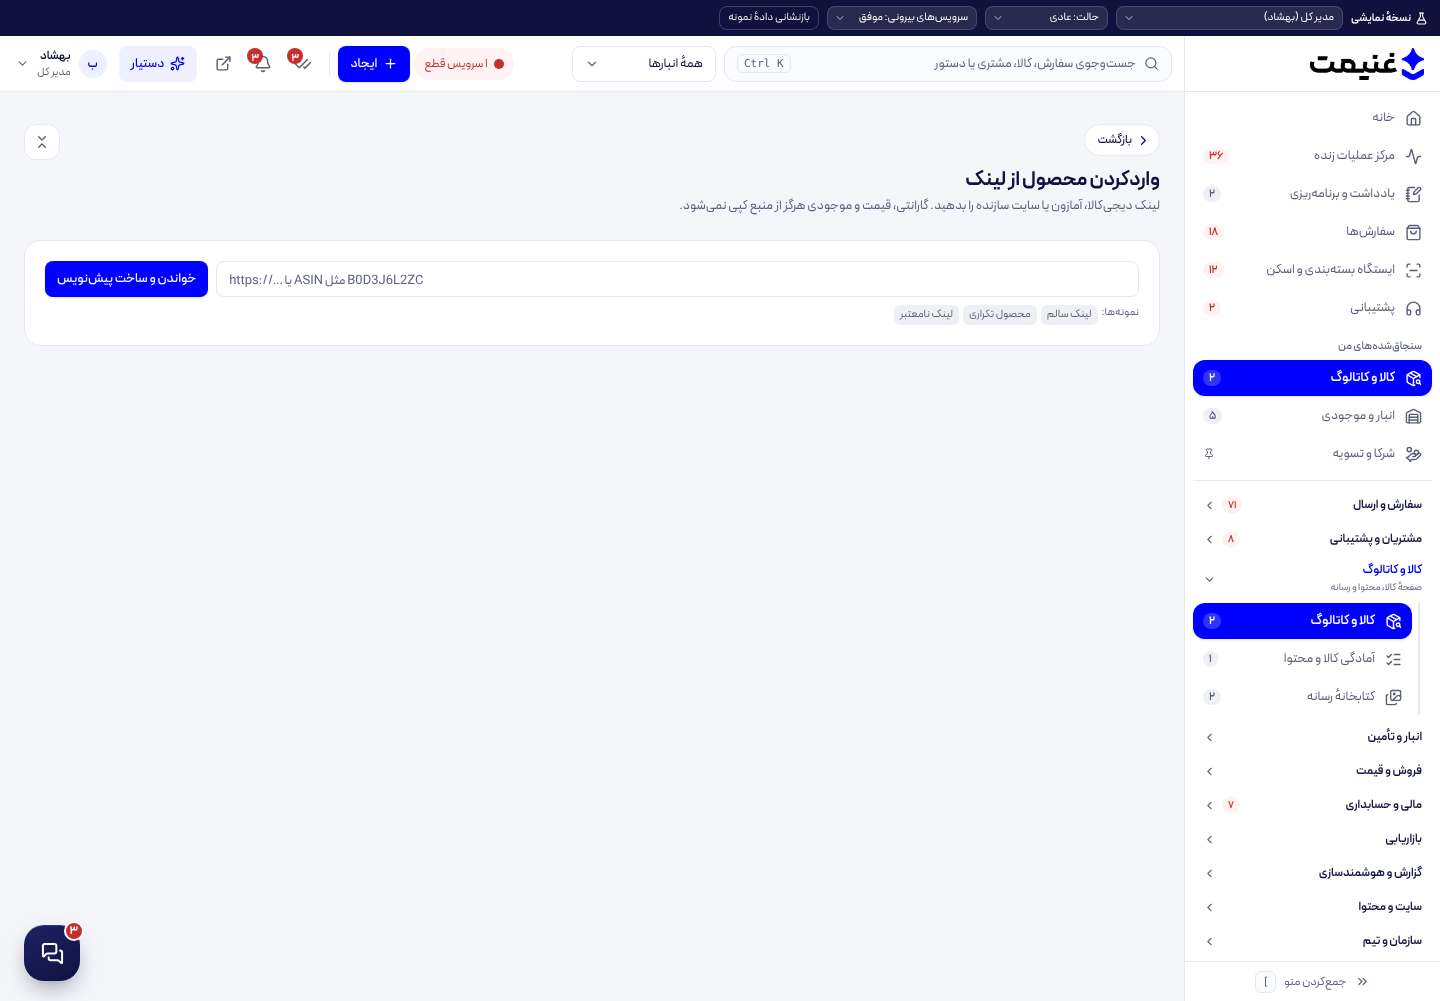 نسخهٔ نمایشی
مدیر کل (بهشاد)
حالت: عادی
سرویس‌های بیرونی: موفق
بازنشانی دادهٔ نمونه
غنیمت
جست‌وجوی سفارش، کالا، مشتری یا دستور
Ctrl K
همهٔ انبارها
۱ سرویس قطع
ایجاد
۳
۳
دستیار
ب
بهشاد
مدیر کل
خانه
مرکز عملیات زنده ۳۶
یادداشت و برنامه‌ریزی ۲
سفارش‌ها ۱۸
ایستگاه بسته‌بندی و اسکن ۱۲
پشتیبانی ۲
سنجاق‌شده‌های من
کالا و کاتالوگ ۲
انبار و موجودی ۵
شرکا و تسویه
سفارش و ارسال ۷۱
مشتریان و پشتیبانی ۸
کالا و کاتالوگ
صفحهٔ کالا، محتوا و رسانه
کالا و کاتالوگ ۲
آمادگی کالا و محتوا ۱
کتابخانهٔ رسانه ۲
انبار و تأمین
فروش و قیمت
مالی و حسابداری ۷
بازاریابی
گزارش و هوشمندسازی
سایت و محتوا
سازمان و تیم
جمع‌کردن منو [
بازگشت
واردکردن محصول از لینک
لینک دیجی‌کالا، آمازون یا سایت سازنده را بدهید. گارانتی، قیمت و موجودی هرگز از منبع کپی نمی‌شود.
https://... یا ASIN مثل B0D3J6L2ZC
خواندن و ساخت پیش‌نویس
نمونه‌ها:
لینک سالم
محصول تکراری
لینک نامعتبر
۳